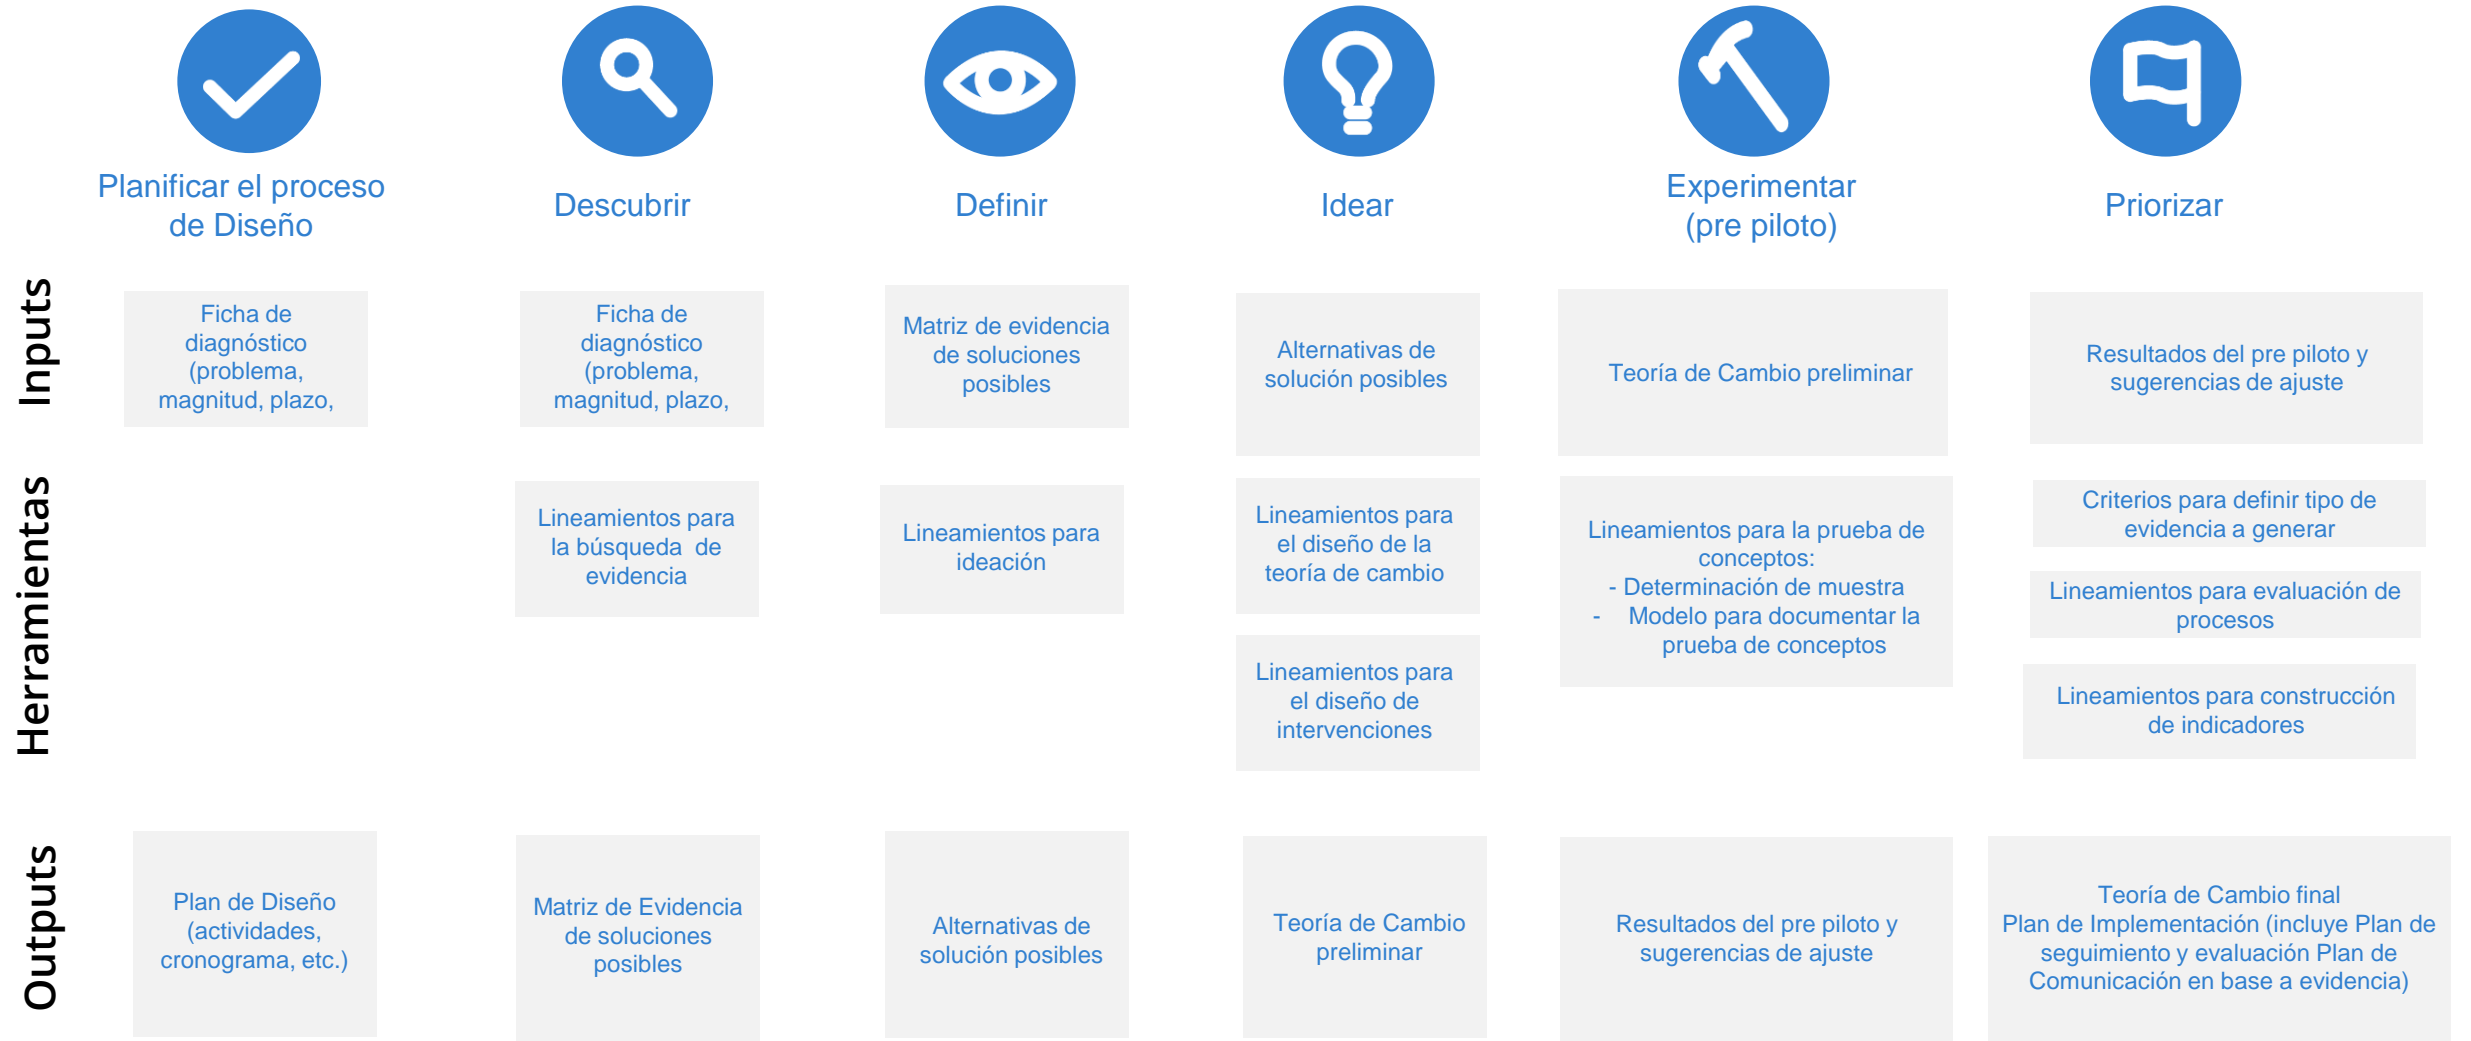 Planificar el proceso
de Diseño
Descubrir
Definir
Idear
Experimentar
(pre piloto)
Priorizar
Inputs
Ficha de
diagnóstico
(problema,
magnitud, plazo,
Ficha de
diagnóstico
(problema,
magnitud, plazo,
Matriz de evidencia
de soluciones
posibles
Alternativas de
solución posibles
Teoría de Cambio preliminar
Resultados del pre piloto y
sugerencias de ajuste
Herramientas
Lineamientos para
la búsqueda de
evidencia
Lineamientos para
ideación
Lineamientos para
el diseño de la
teoría de cambio
Lineamientos para
el diseño de
intervenciones
Lineamientos para la prueba de
conceptos:
- Determinación de muestra
- Modelo para documentar la
prueba de conceptos
Criterios para definir tipo de
evidencia a generar
Lineamientos para evaluación de
procesos
Lineamientos para construcción
de indicadores
Outputs
Plan de Diseño
(actividades,
cronograma, etc.)
Matriz de Evidencia
de soluciones
posibles
Alternativas de
solución posibles
Teoría de Cambio
preliminar
Resultados del pre piloto y
sugerencias de ajuste
Teoría de Cambio final
Plan de Implementación (incluye Plan de
seguimiento y evaluación Plan de
Comunicación en base a evidencia)